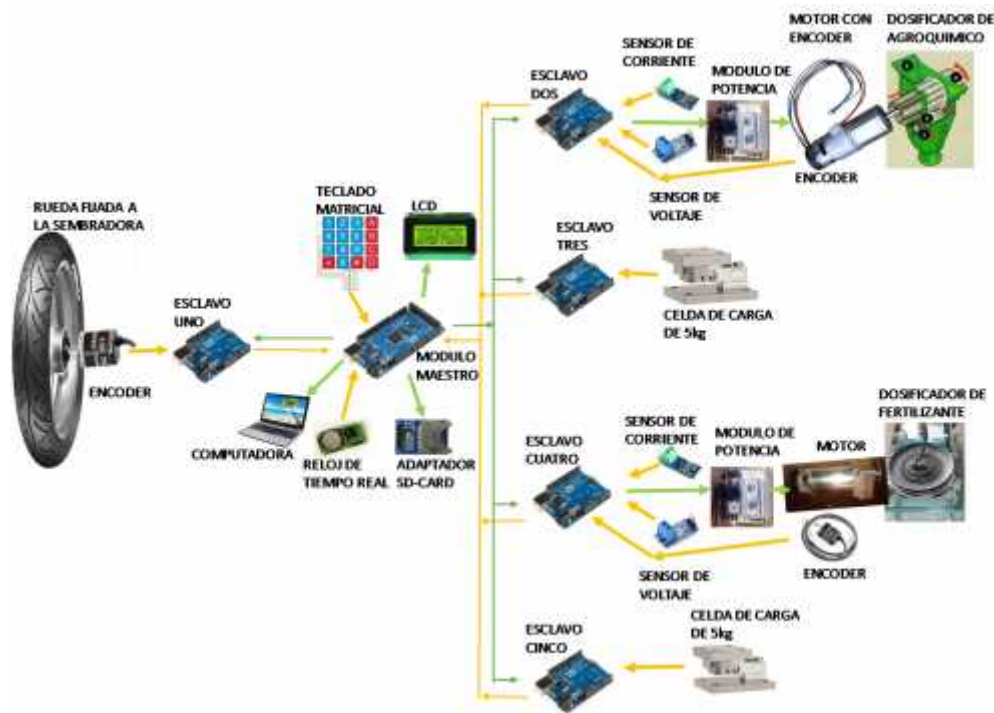 SENSOR DE
CORRIENTE
MOTOR CON
ENCODER
DOSIFICADOR DE
AGROQUIMICO
ESCLAVO
DOS
MODULO DE
POTENCIA
ENCODER
SENSOR DE
VOLTAJE
RUEDA FIJADA A
LA SEMBRADORA
TECLADO
MATRICIAL
LCD
ESCLAVO
TRES
CELDA DE CARGA
DE 5kg
ESCLAVO
UNO
ENCODER
MODULO
MAESTRO
COMPUTADORA
RELOJ DE
TIEMPO REAL
ADAPTADOR
SD-CARD
ESCLAVO
CUATRO
SENSOR DE
CORRIENTE
MODULO DE
POTENCIA
MOTOR
DOSIFICADOR DE
FERTILIZANTE
ENCODER
SENSOR DE
VOLTAJE
ESCLAVO
CINCO
CELDA DE CARGA
DE 5kg